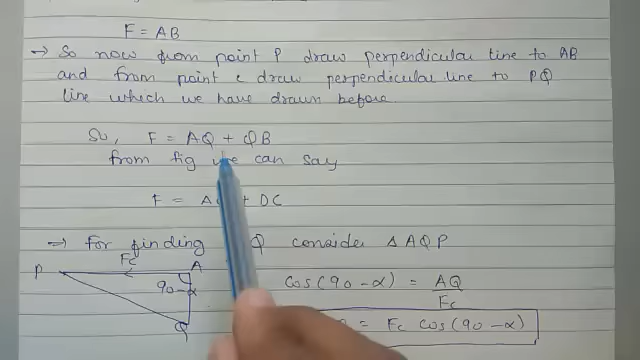 F = AB
→ So now from point P draw perpendicular line to AB
and from point c draw perpendicular line to PQ
line which we have drawn before.
So, F = AQ + QB
from fig we can say
F = A + DC
→ For finding Q consider Δ AQP
Fc
P A
cos(90-α) = AQ
90-α
Fc
Q
= Fc cos(90-α)